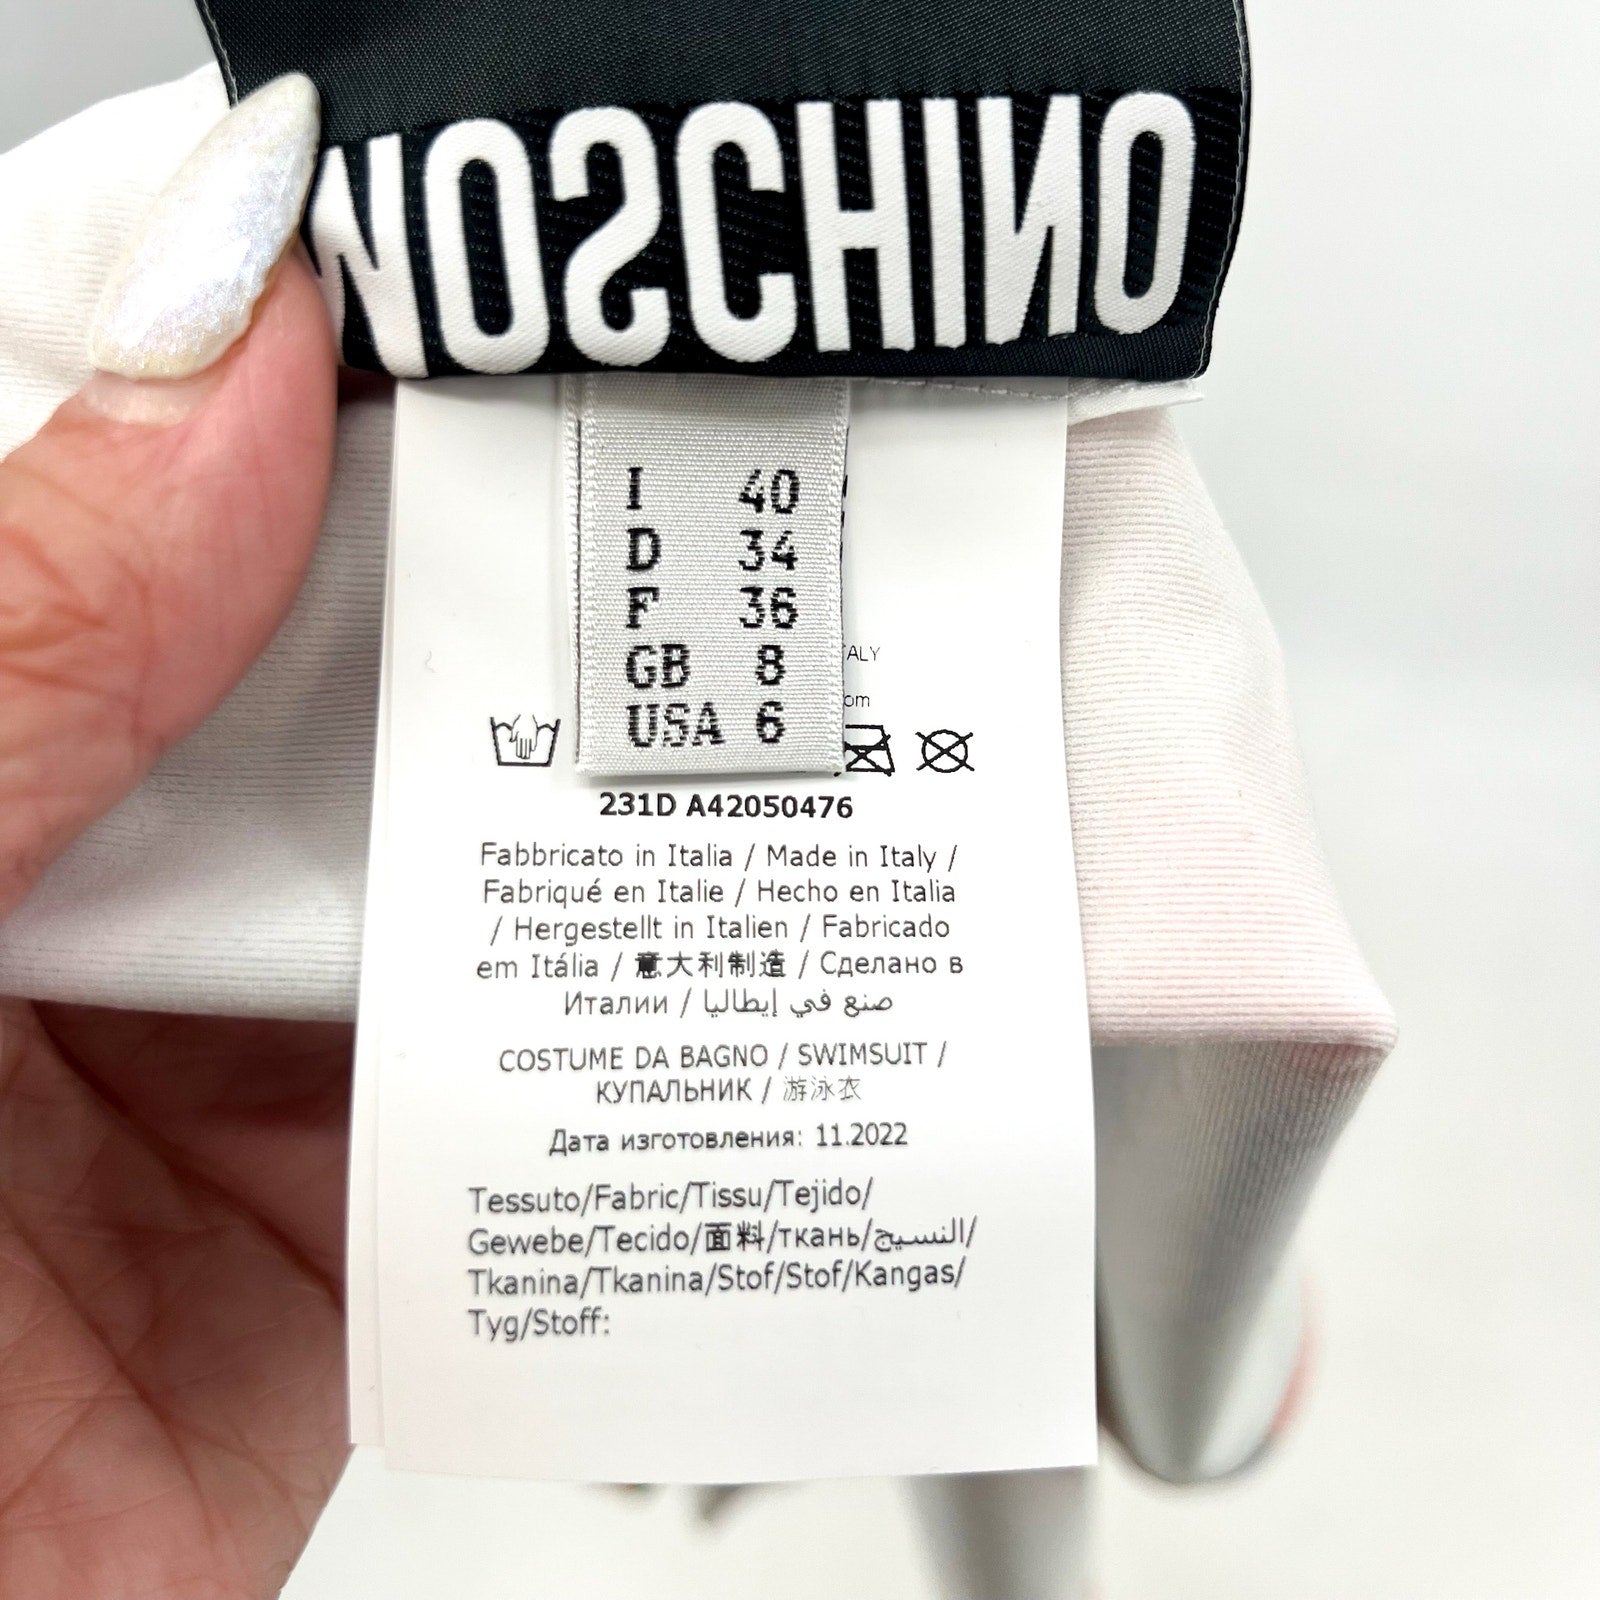 MOSCHINO
I 40
D 34
F 36
GB 8
USA 6
231D A42050476
Fabbricato in Italia / Made in Italy /
Fabriqué en Italie / Hecho en Italia
/ Hergestellt in Italien / Fabricado
em Itália / 意大利制造 / Сделано в
Италии / صنع في إيطاليا
COSTUME DA BAGNO / SWIMSUIT /
КУПАЛЬНИК / 游泳衣
Дата изготовления: 11.2022
Tessuto/Fabric/Tissu/Tejido/
Gewebe/Tecido/面料/ткань/النسيج/
Tkanina/Tkanina/Stof/Stof/Kangas/
Tyg/Stoff: